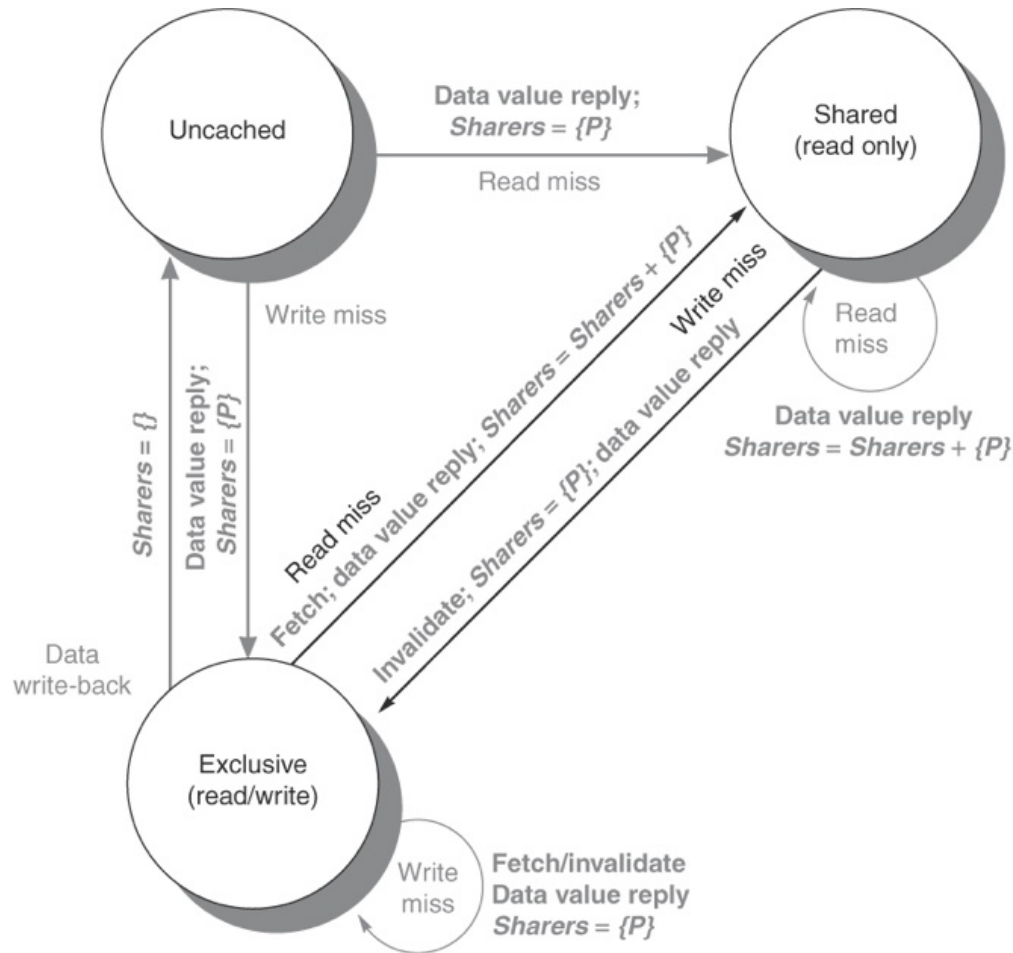 Uncached
Data value reply;
Sharers = {P}
Read miss
Shared
(read only)
Write miss
Sharers = {}
Data value reply;
Sharers = {P}
Read miss
Fetch; data value reply; Sharers = Sharers + {P}
Write miss
Invalidate; Sharers = {P}; data value reply
Read
miss
Data value reply
Sharers = Sharers + {P}
Data
write-back
Exclusive
(read/write)
Write
miss
Fetch/invalidate
Data value reply
Sharers = {P}